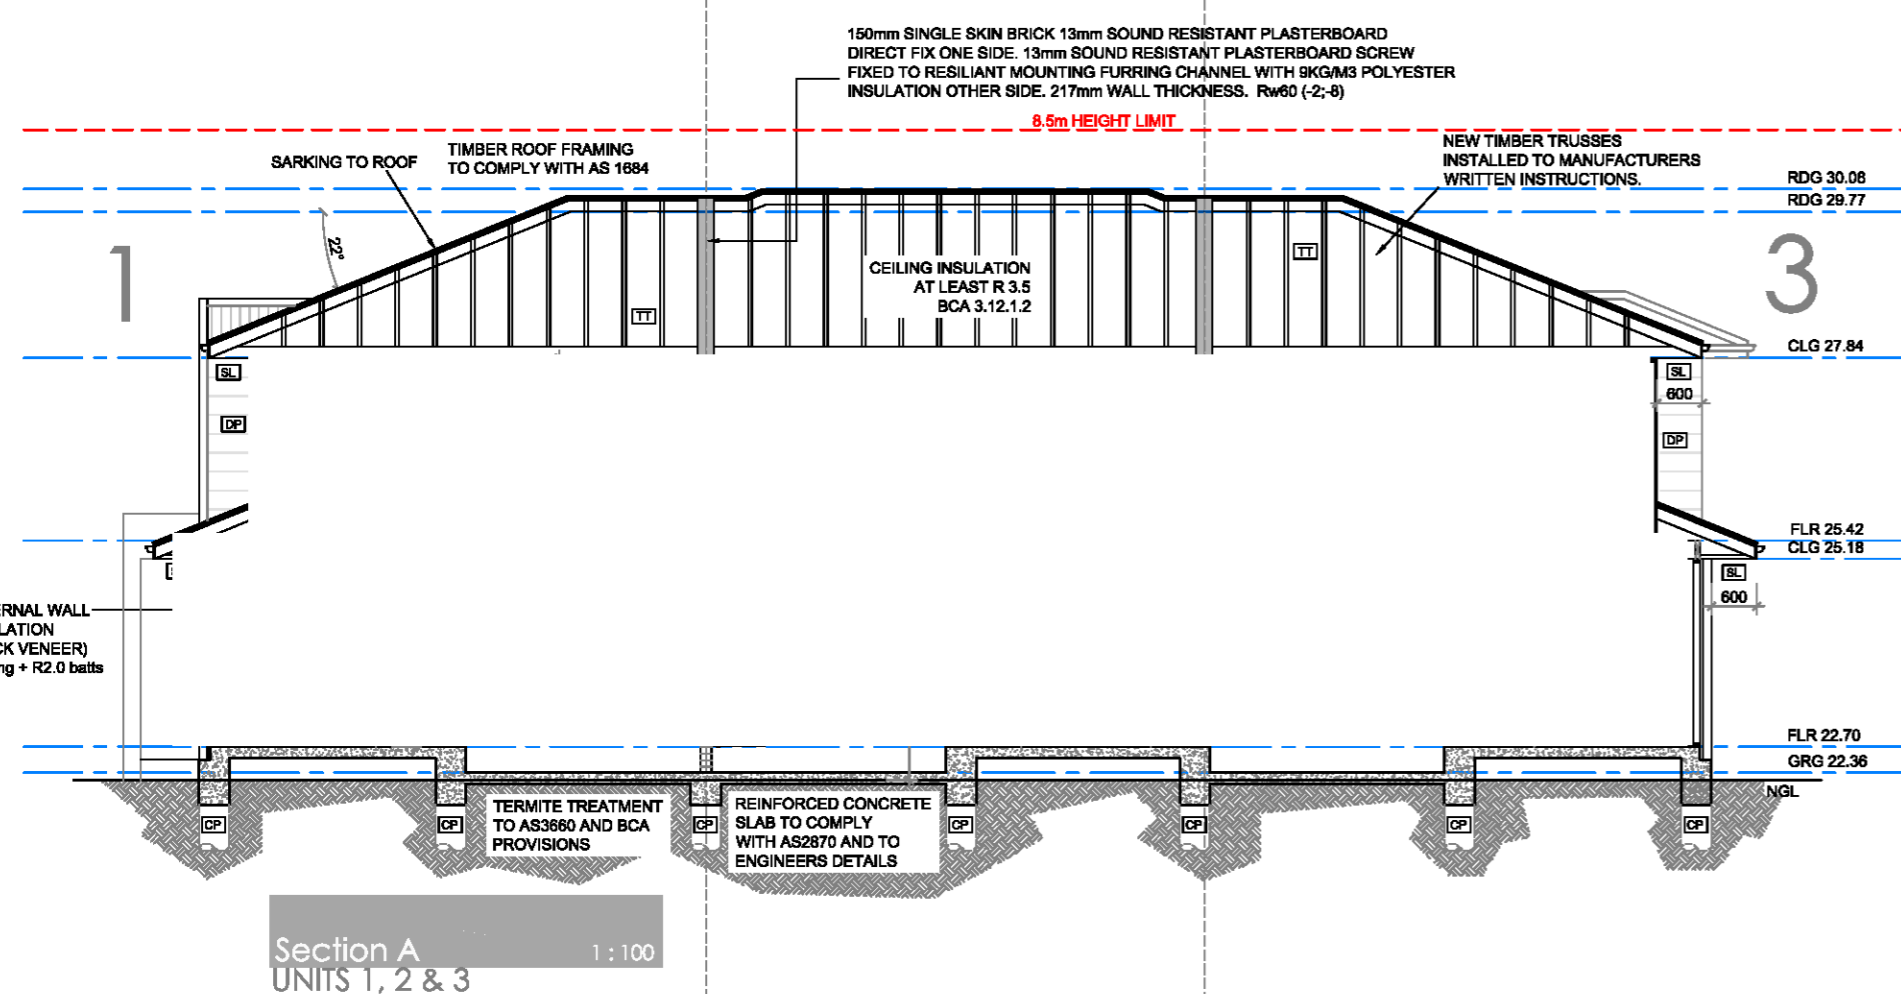 150mm SINGLE SKIN BRICK 13mm SOUND RESISTANT PLASTERBOARD
DIRECT FIX ONE SIDE. 13mm SOUND RESISTANT PLASTERBOARD SCREW
FIXED TO RESILIANT MOUNTING FURRING CHANNEL WITH 9KG/M3 POLYESTER
INSULATION OTHER SIDE. 217mm WALL THICKNESS. Rw60 (-2;-8)
8.5m HEIGHT LIMIT
SARKING TO ROOF
TIMBER ROOF FRAMING
TO COMPLY WITH AS 1684
NEW TIMBER TRUSSES
INSTALLED TO MANUFACTURERS
WRITTEN INSTRUCTIONS.
RDG 30.08
RDG 29.77
22°
1
3
TT
TT
CEILING INSULATION
AT LEAST R 3.5
BCA 3.12.1.2
CLG 27.84
SL
SL
600
DP
DP
FLR 25.42
CLG 25.18
SL
600
ERNAL WALL
LATION
CK VENEER)
ng + R2.0 batts
FLR 22.70
GRG 22.36
NGL
TERMITE TREATMENT
TO AS3660 AND BCA
PROVISIONS
REINFORCED CONCRETE
SLAB TO COMPLY
WITH AS2870 AND TO
ENGINEERS DETAILS
CP
CP
CP
CP
CP
CP
CP
Section A
1 : 100
UNITS 1, 2 & 3